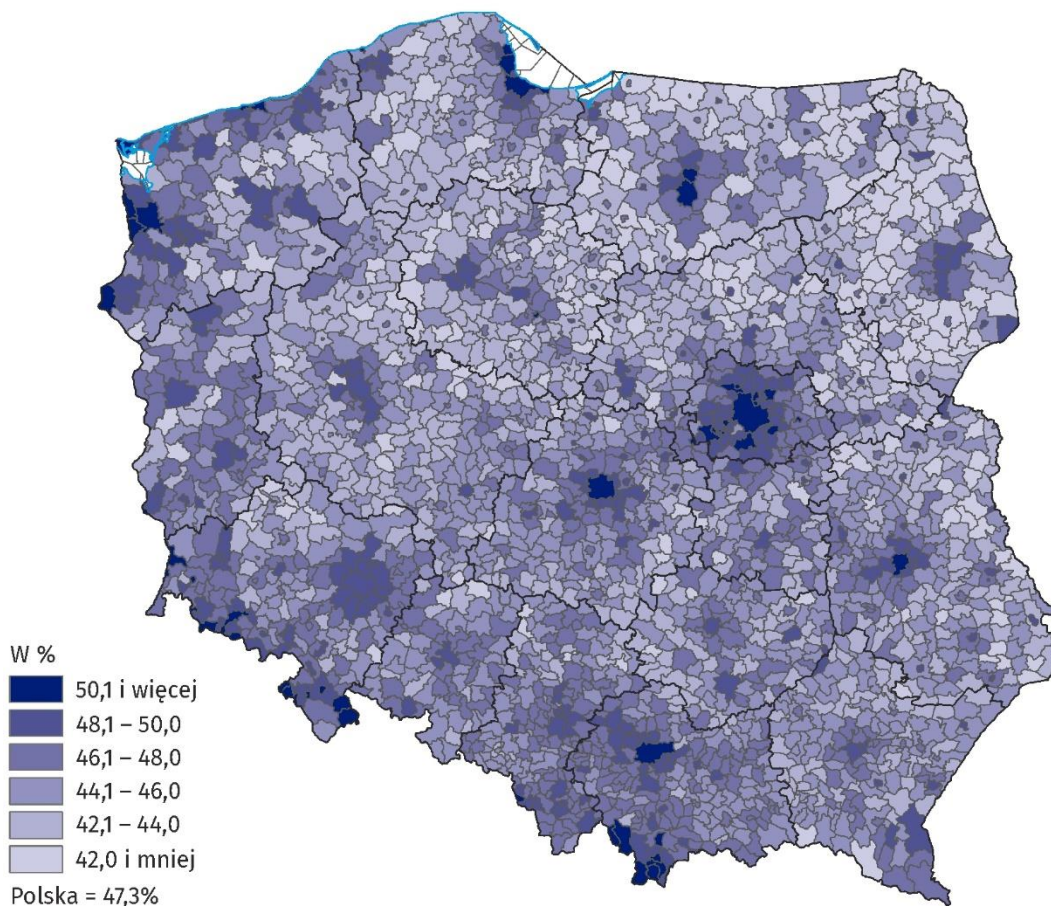 W %
50,1 i więcej
48,1 – 50,0
46,1 – 48,0
44,1 – 46,0
42,1 – 44,0
42,0 i mniej
Polska = 47,3%